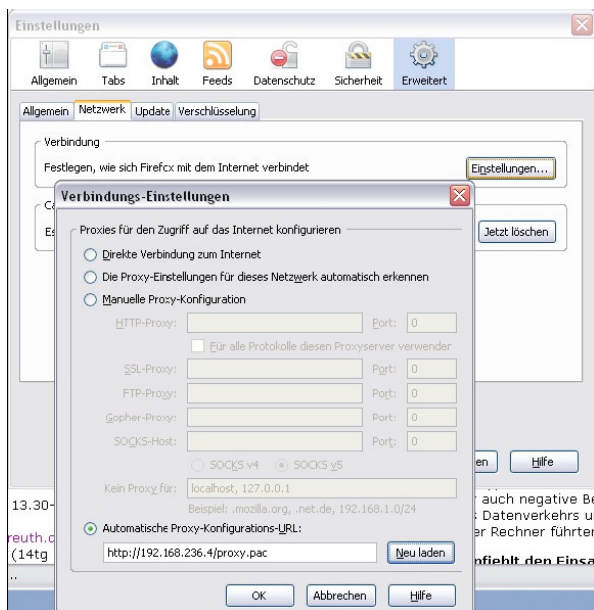 Einstellungen
Allgemein Tabs Inhalt Feeds Datenschutz Sicherheit Erweitert
Allgemein Netzwerk Update Verschlüsselung
Verbindung
Festlegen, wie sich Firefox mit dem Internet verbindet
Einstellungen...
Jetzt löschen
Verbindungs-Einstellungen
Proxies für den Zugriff auf das Internet konfigurieren
Direkte Verbindung zum Internet
Die Proxy-Einstellungen für dieses Netzwerk automatisch erkennen
Manuelle Proxy-Konfiguration
HTTP-Proxy: Port: 0
Für alle Protokolle diesen Proxyserver verwenden
SSL-Proxy: Port: 0
FTP-Proxy: Port: 0
Gopher-Proxy: Port: 0
SOCKS-Host: Port: 0
SOCKS v4 SOCKS v5
Kein Proxy für: localhost, 127.0.0.1
Beispiel: .mozilla.org, .net.de, 192.168.1.0/24
Automatische Proxy-Konfigurations-URL:
http://192.168.236.4/proxy.pac Neu laden
OK Abbrechen Hilfe
en Hilfe
13.30-
auch negative Be
Datenverkehrs u
reuth.d
er Rechner führten
(14tg
nfiehlt den Einsa
..